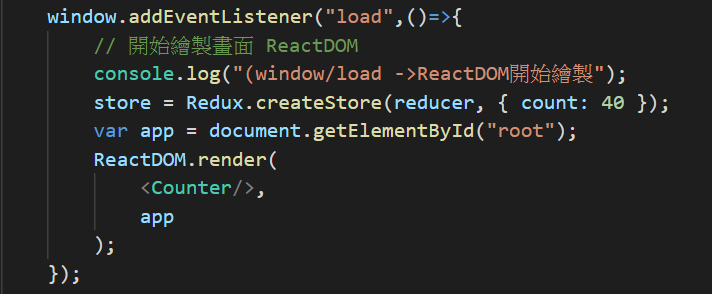 window.addEventListener("load",()=>{
// 開始繪製畫面 ReactDOM
console.log("(window/load ->ReactDOM開始繪製");
store = Redux.createStore(reducer, { count: 40 });
var app = document.getElementById("root");
ReactDOM.render(
<Counter/>,
app
);
});